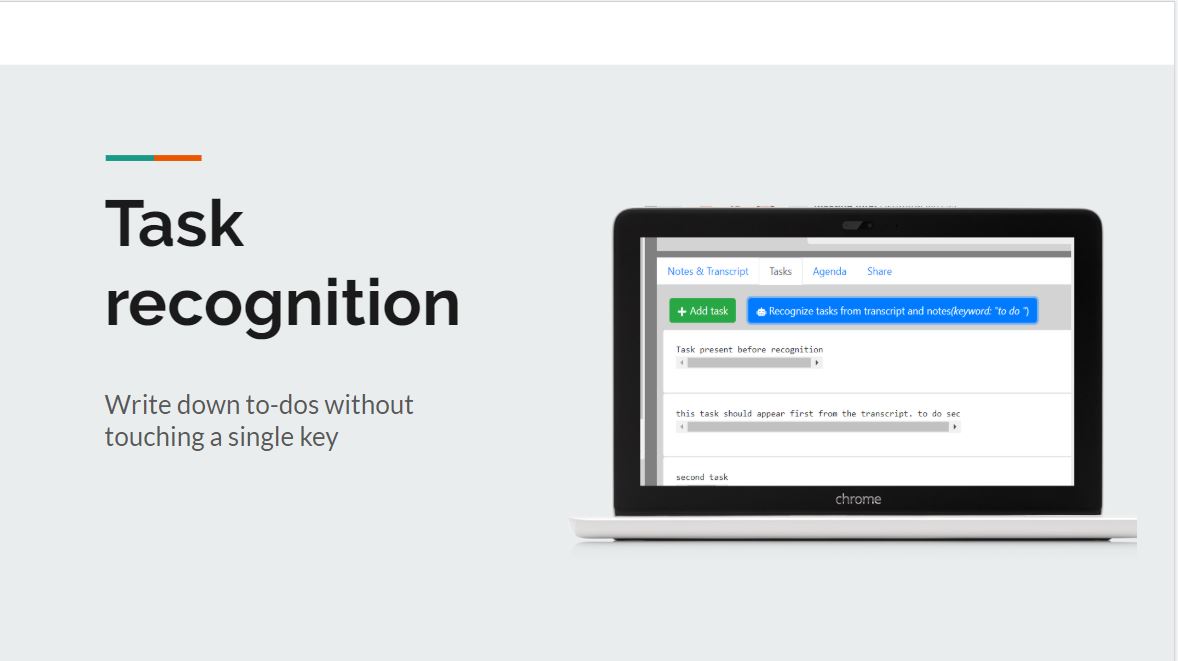 Task
recognition
Write down to-dos without
touching a single key
Notes & Transcript Tasks Agenda Share
Add task Recognize tasks from transcript and notes(keyword: "to do ")
Task present before recognition
this task should appear first from the transcript. to do sec
second task
chrome